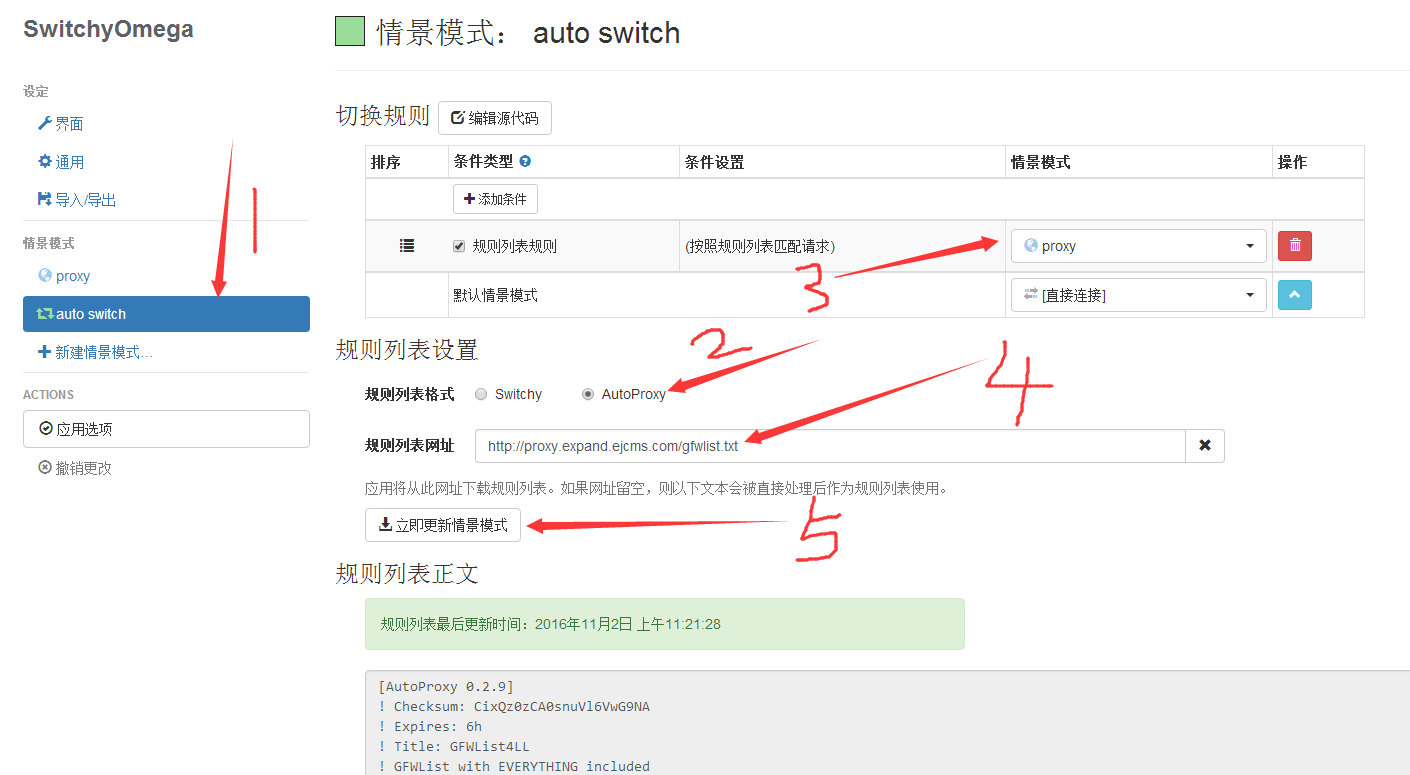 SwitchyOmega
设定
界面
通用
导入/导出
情景模式
proxy
auto switch
新建情景模式…
ACTIONS
应用选项
撤销更改
1
情景模式： auto switch
切换规则 编辑源代码
排序 条件类型 条件设置 情景模式 操作
添加条件
规则列表规则 (按照规则列表匹配请求) proxy
3
默认情景模式 [直接连接]
规则列表设置
2
规则列表格式 Switchy AutoProxy
4
规则列表网址 http://proxy.expand.ejcms.com/gfwlist.txt
应用将从此网址下载规则列表。如果网址留空，则以下文本会被直接处理后作为规则列表使用。
立即更新情景模式
5
规则列表正文
规则列表最后更新时间：2016年11月2日 上午11:21:28
[AutoProxy 0.2.9]
! Checksum: CixQz0zCA0snuVl6VwG9NA
! Expires: 6h
! Title: GFWList4LL
! GFWList with EVERYTHING included